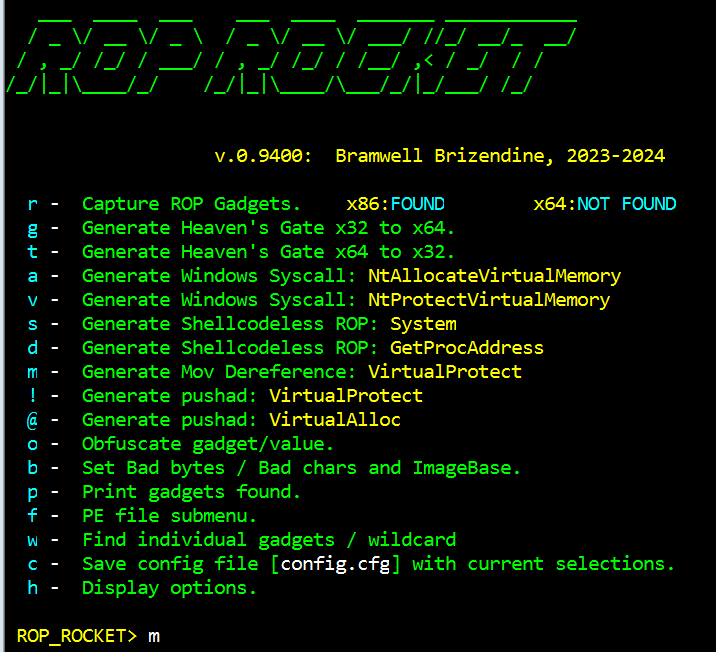 ROP ROCKET
v.0.9400: Bramwell Brizendine, 2023-2024
r - Capture ROP Gadgets. x86:FOUND x64:NOT FOUND
g - Generate Heaven's Gate x32 to x64.
t - Generate Heaven's Gate x64 to x32.
a - Generate Windows Syscall: NtAllocateVirtualMemory
v - Generate Windows Syscall: NtProtectVirtualMemory
s - Generate Shellcodeless ROP: System
d - Generate Shellcodeless ROP: GetProcAddress
m - Generate Mov Dereference: VirtualProtect
! - Generate pushad: VirtualProtect
@ - Generate pushad: VirtualAlloc
o - Obfuscate gadget/value.
b - Set Bad bytes / Bad chars and ImageBase.
p - Print gadgets found.
f - PE file submenu.
w - Find individual gadgets / wildcard
c - Save config file [config.cfg] with current selections.
h - Display options.
ROP_ROCKET> m